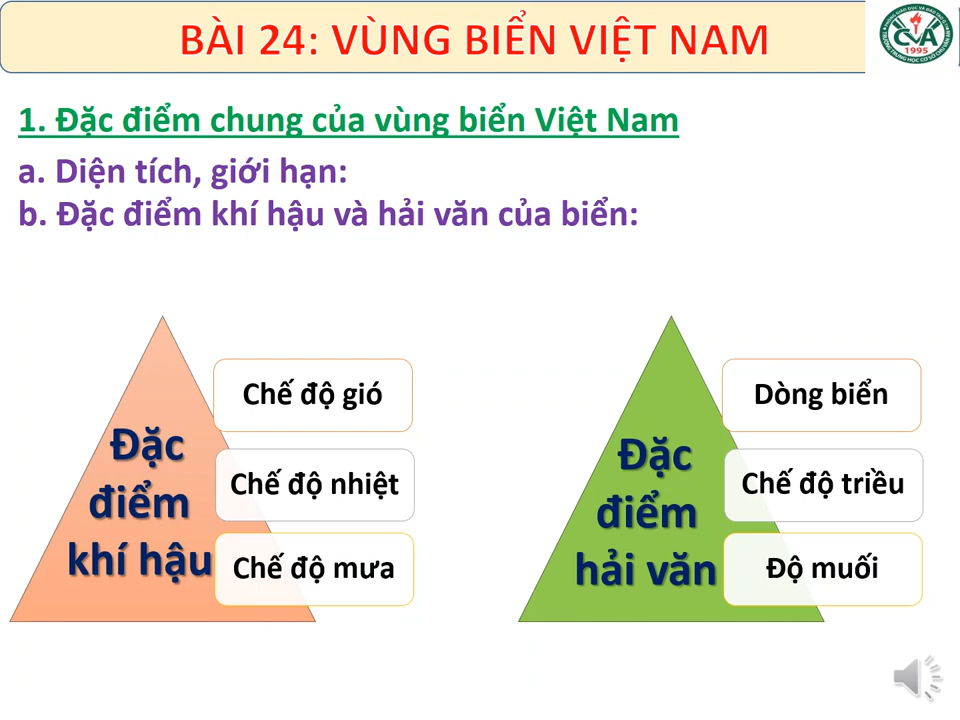 BÀI 24: VÙNG BIỂN VIỆT NAM
CVA
1995
1. Đặc điểm chung của vùng biển Việt Nam
a. Diện tích, giới hạn:
b. Đặc điểm khí hậu và hải văn của biển:
Đặc
điểm
khí hậu
Chế độ gió
Chế độ nhiệt
Chế độ mưa
Đặc
điểm
hải văn
Dòng biển
Chế độ triều
Độ muối